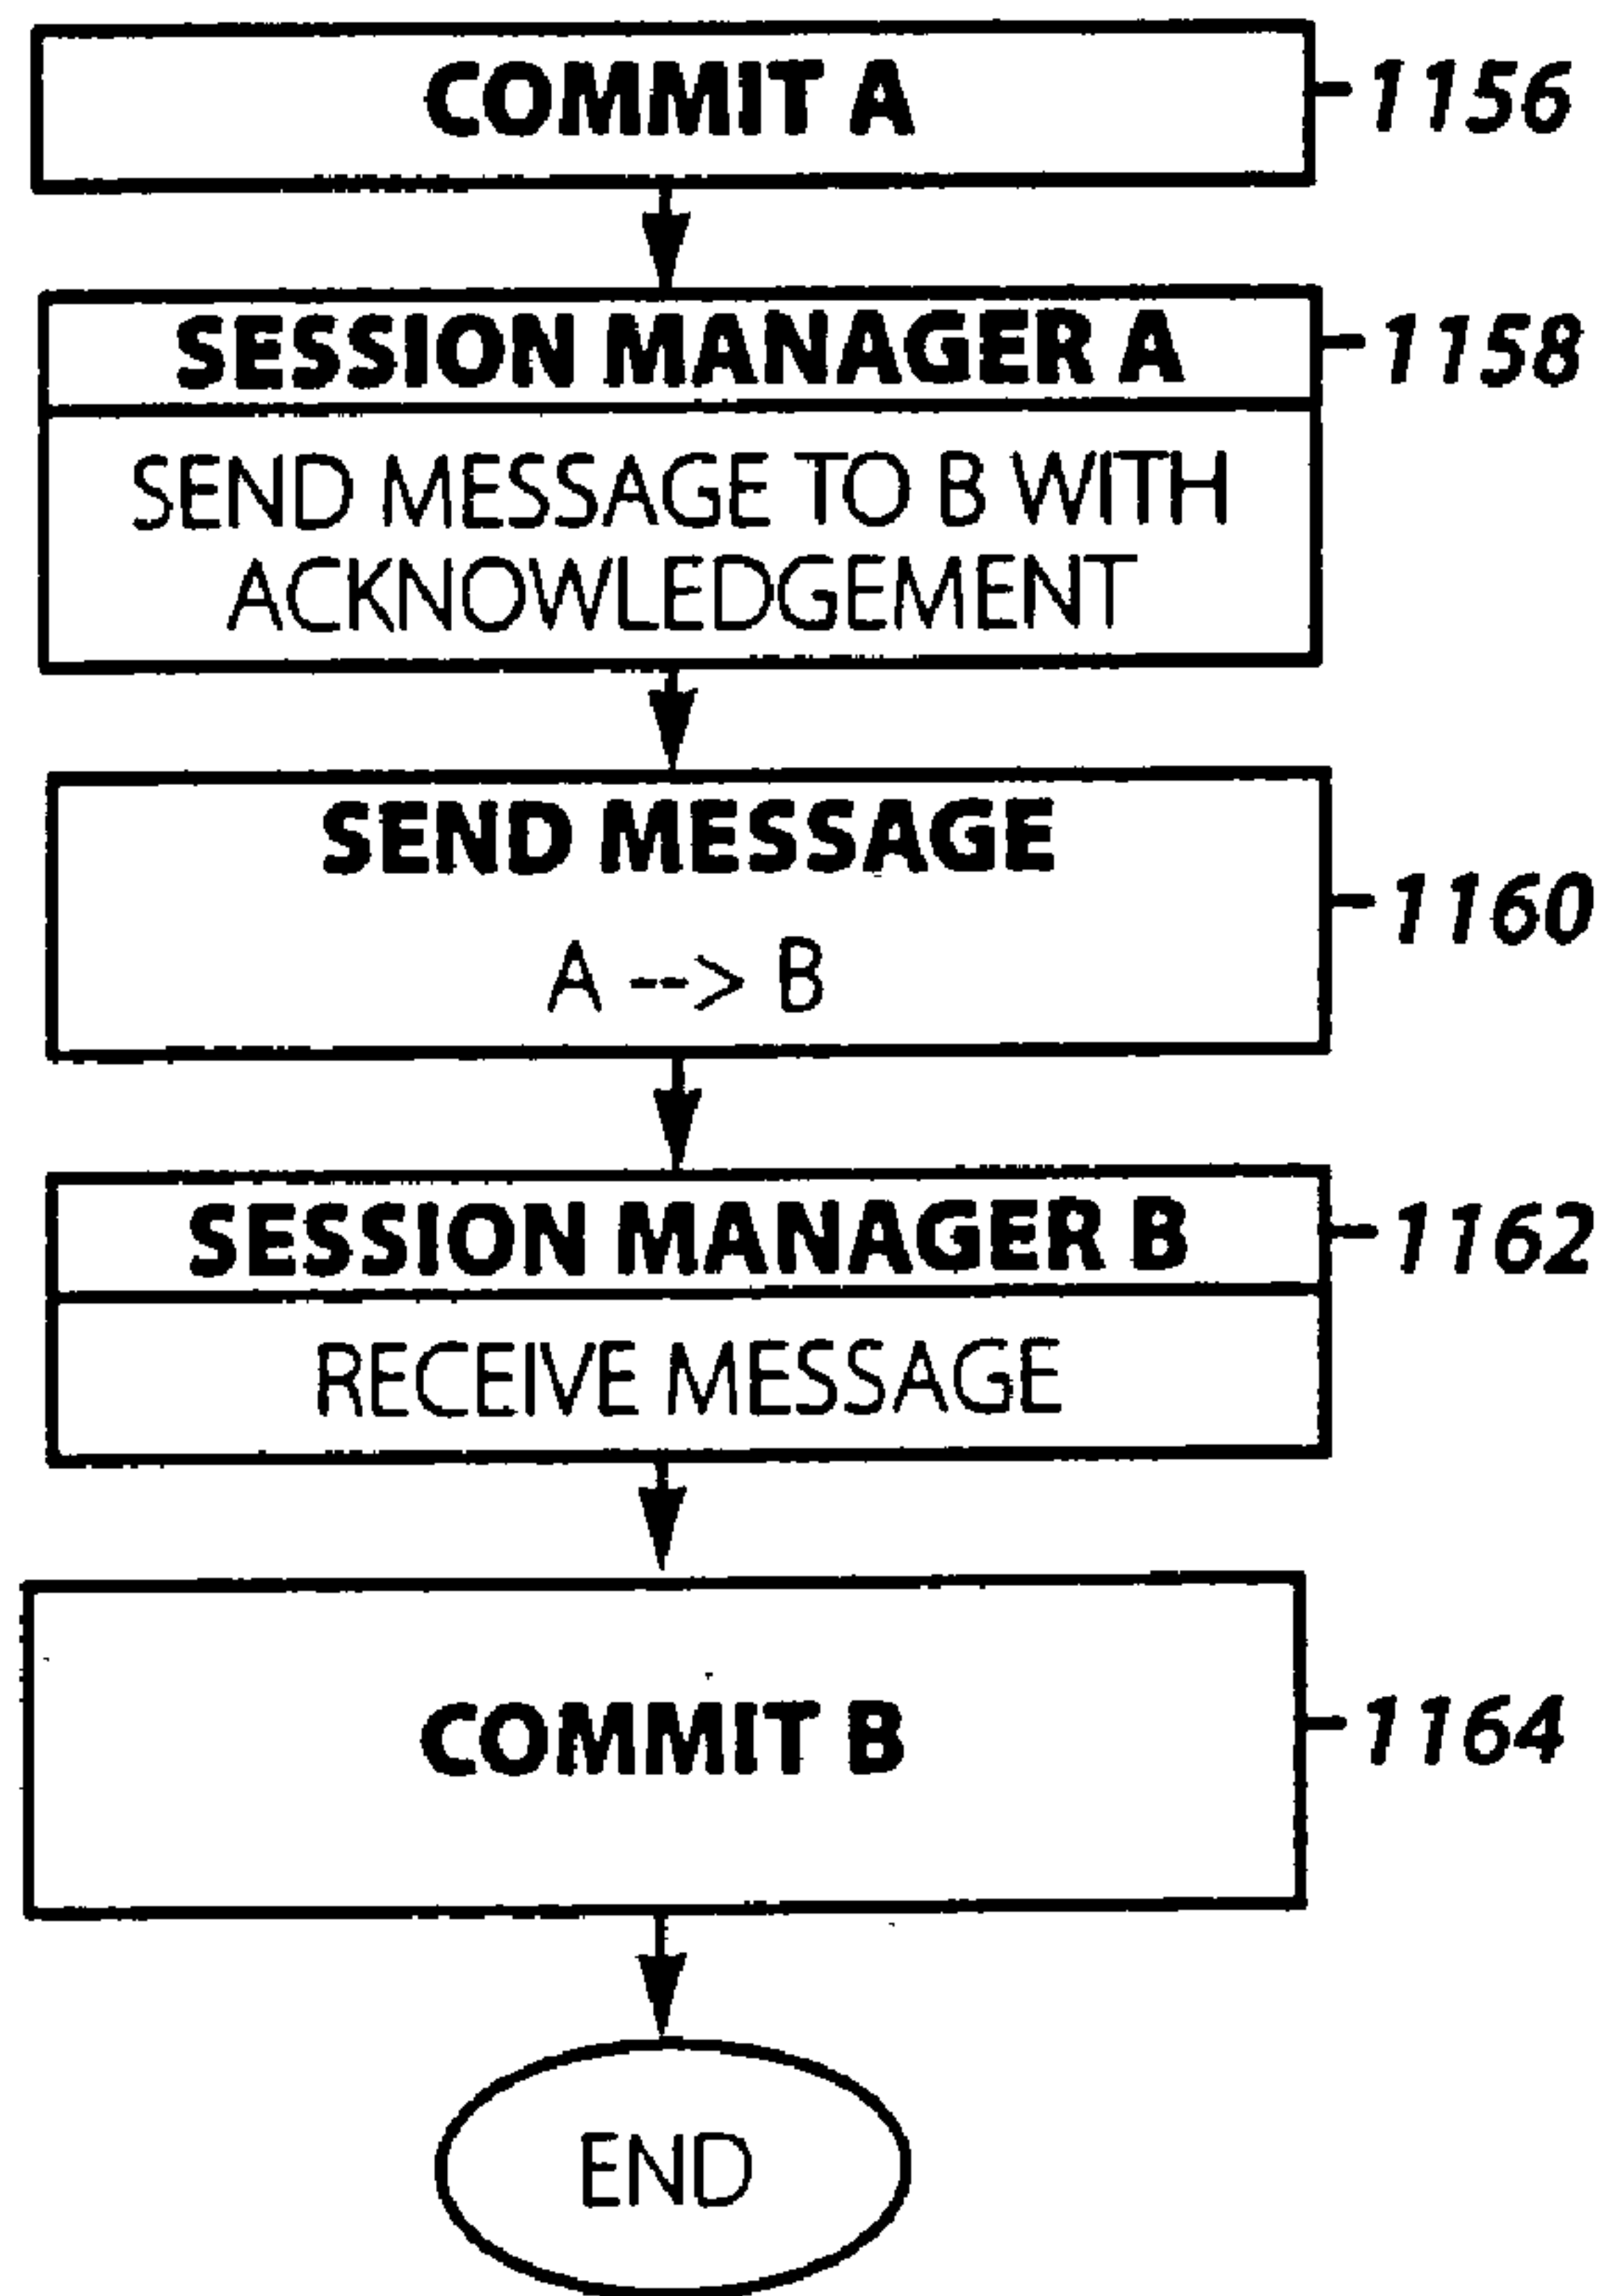 COMMIT A
1156
SESSION MANAGER A
1158
SEND MESSAGE TO B WITH
ACKNOWLEDGEMENT
SEND MESSAGE
1160
A --> B
SESSION MANAGER B
1162
RECEIVE MESSAGE
COMMIT B
1164
END